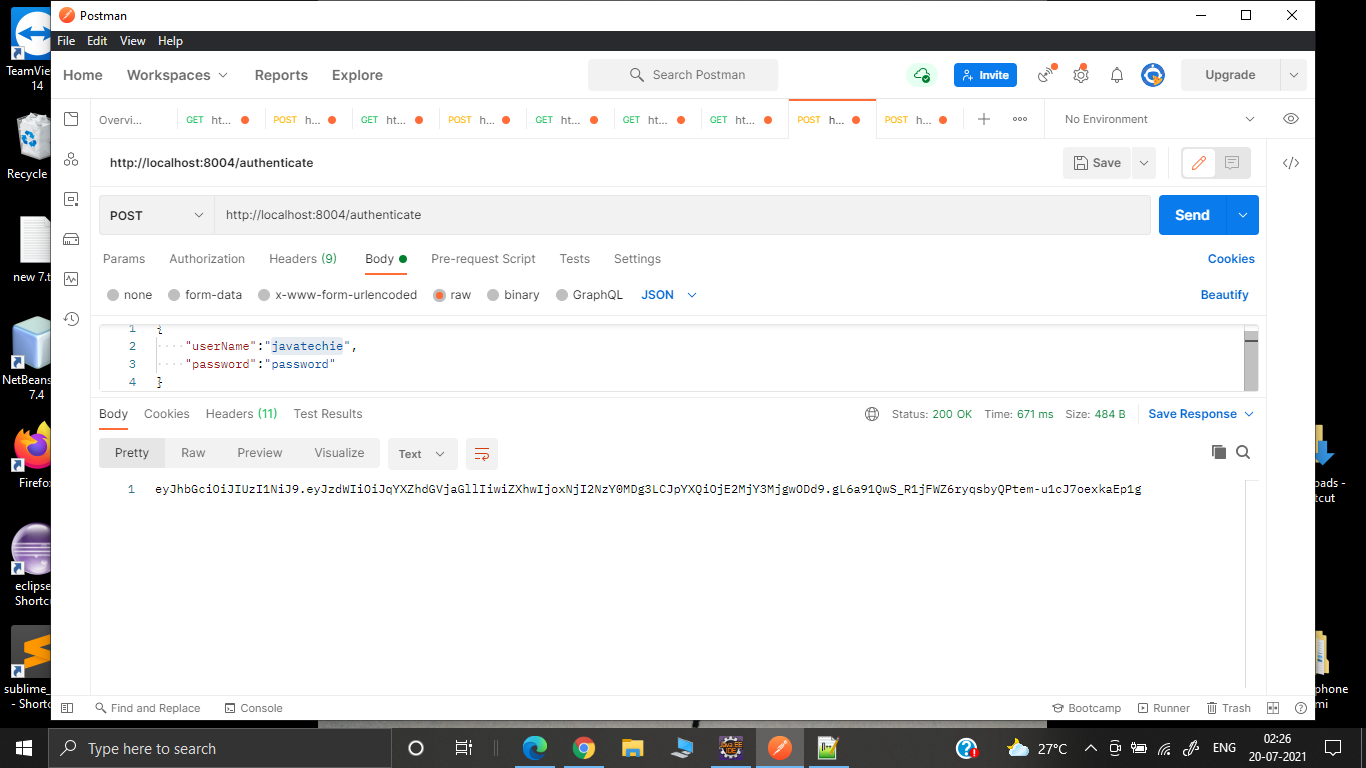 Postman
File Edit View Help
Home Workspaces Reports Explore
Search Postman
Invite
Upgrade
Overvi...
GET ht...
POST h...
GET ht...
POST h...
GET ht...
GET ht...
GET ht...
POST h...
POST h...
No Environment
http://localhost:8004/authenticate
Save
POST
http://localhost:8004/authenticate
Send
Params Authorization Headers (9) Body Pre-request Script Tests Settings
Cookies
none form-data x-www-form-urlencoded raw binary GraphQL JSON
Beautify
1 {
2 "userName":"javatechie",
3 "password":"password"
4 }
Body Cookies Headers (11) Test Results
Status: 200 OK Time: 671 ms Size: 484 B Save Response
Pretty Raw Preview Visualize Text
1 eyJhbGciOiJIUzI1NiJ9.eyJzdWIiOiJqYXZhdGVjaGllIiwiZXhwIjoxNjI2NzY0MDg3LCJpYXQiOjE2MjY3MjgwODd9.gL6a91QwS_R1jFWZ6ryqsbyQPtem-u1cJ7oexkaEp1g
Find and Replace Console
Bootcamp Runner Trash
TeamVie
14
Recycle
new 7.t
NetBeans
7.4
Firefo
eclipse
Shortc
sublime_
- Shortc
oads -
tcut
phone
mi
Type here to search
27°C
ENG
02:26
20-07-2021